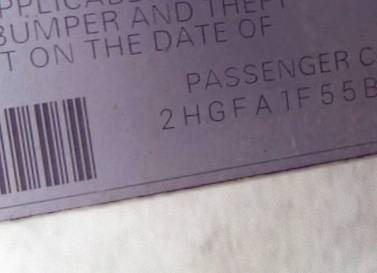 BUMPER AND THEFT
T ON THE DATE OF
PASSENGER C
2HGFA1F55B